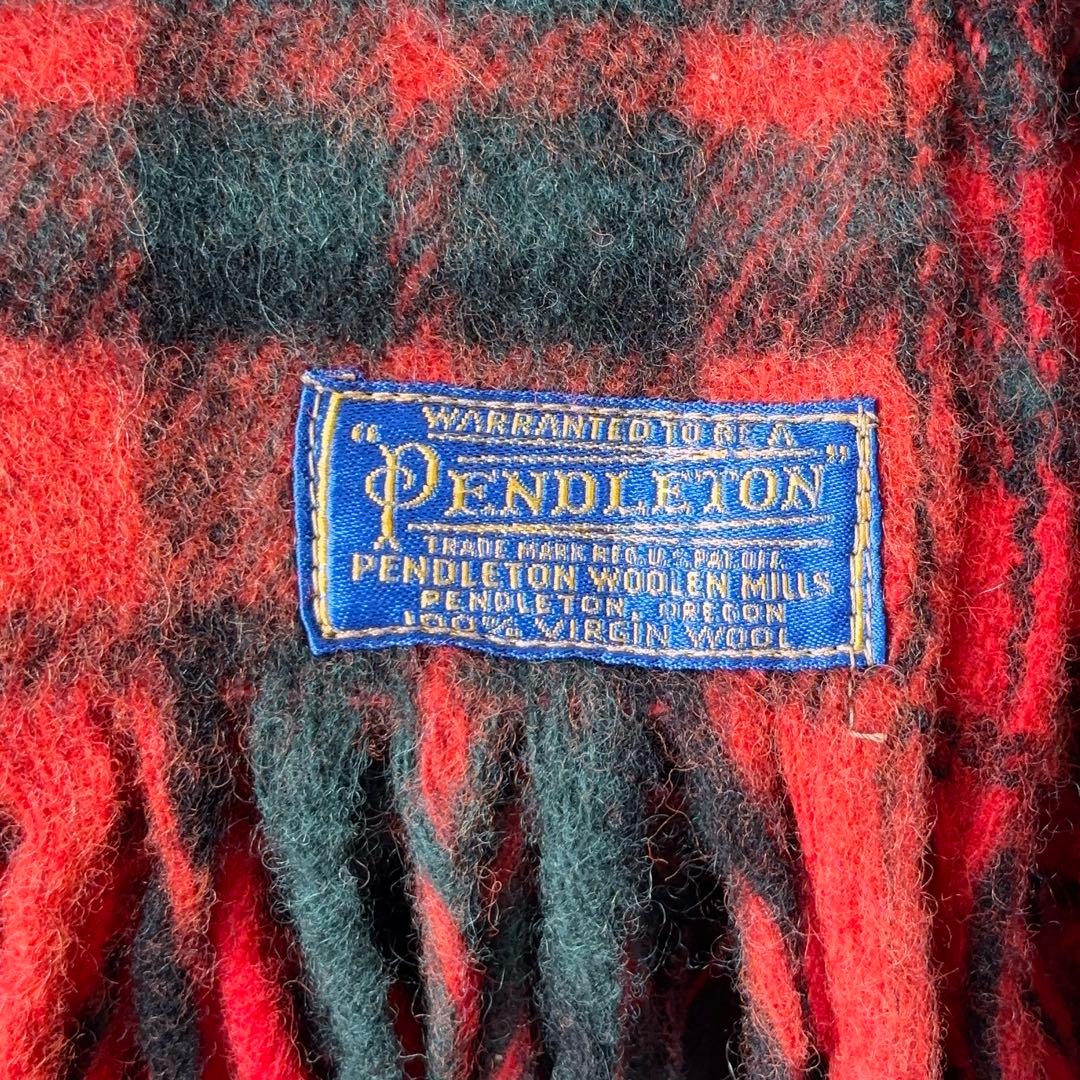 WARRANTED TO BE A
"PENDLETON"
TRADE MARK REG. U.S. PAT. OFF.
PENDLETON WOOLEN MILLS
PENDLETON, OREGON
100% VIRGIN WOOL